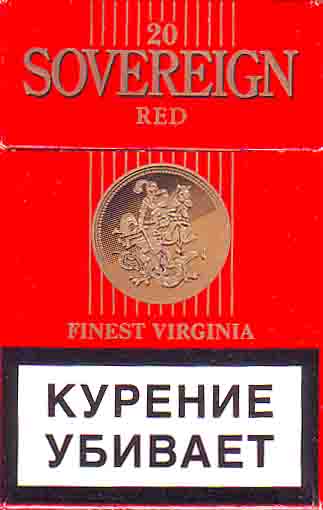 20
SOVEREIGN
RED
FINEST VIRGINIA
КУРЕНИЕ
УБИВАЕТ